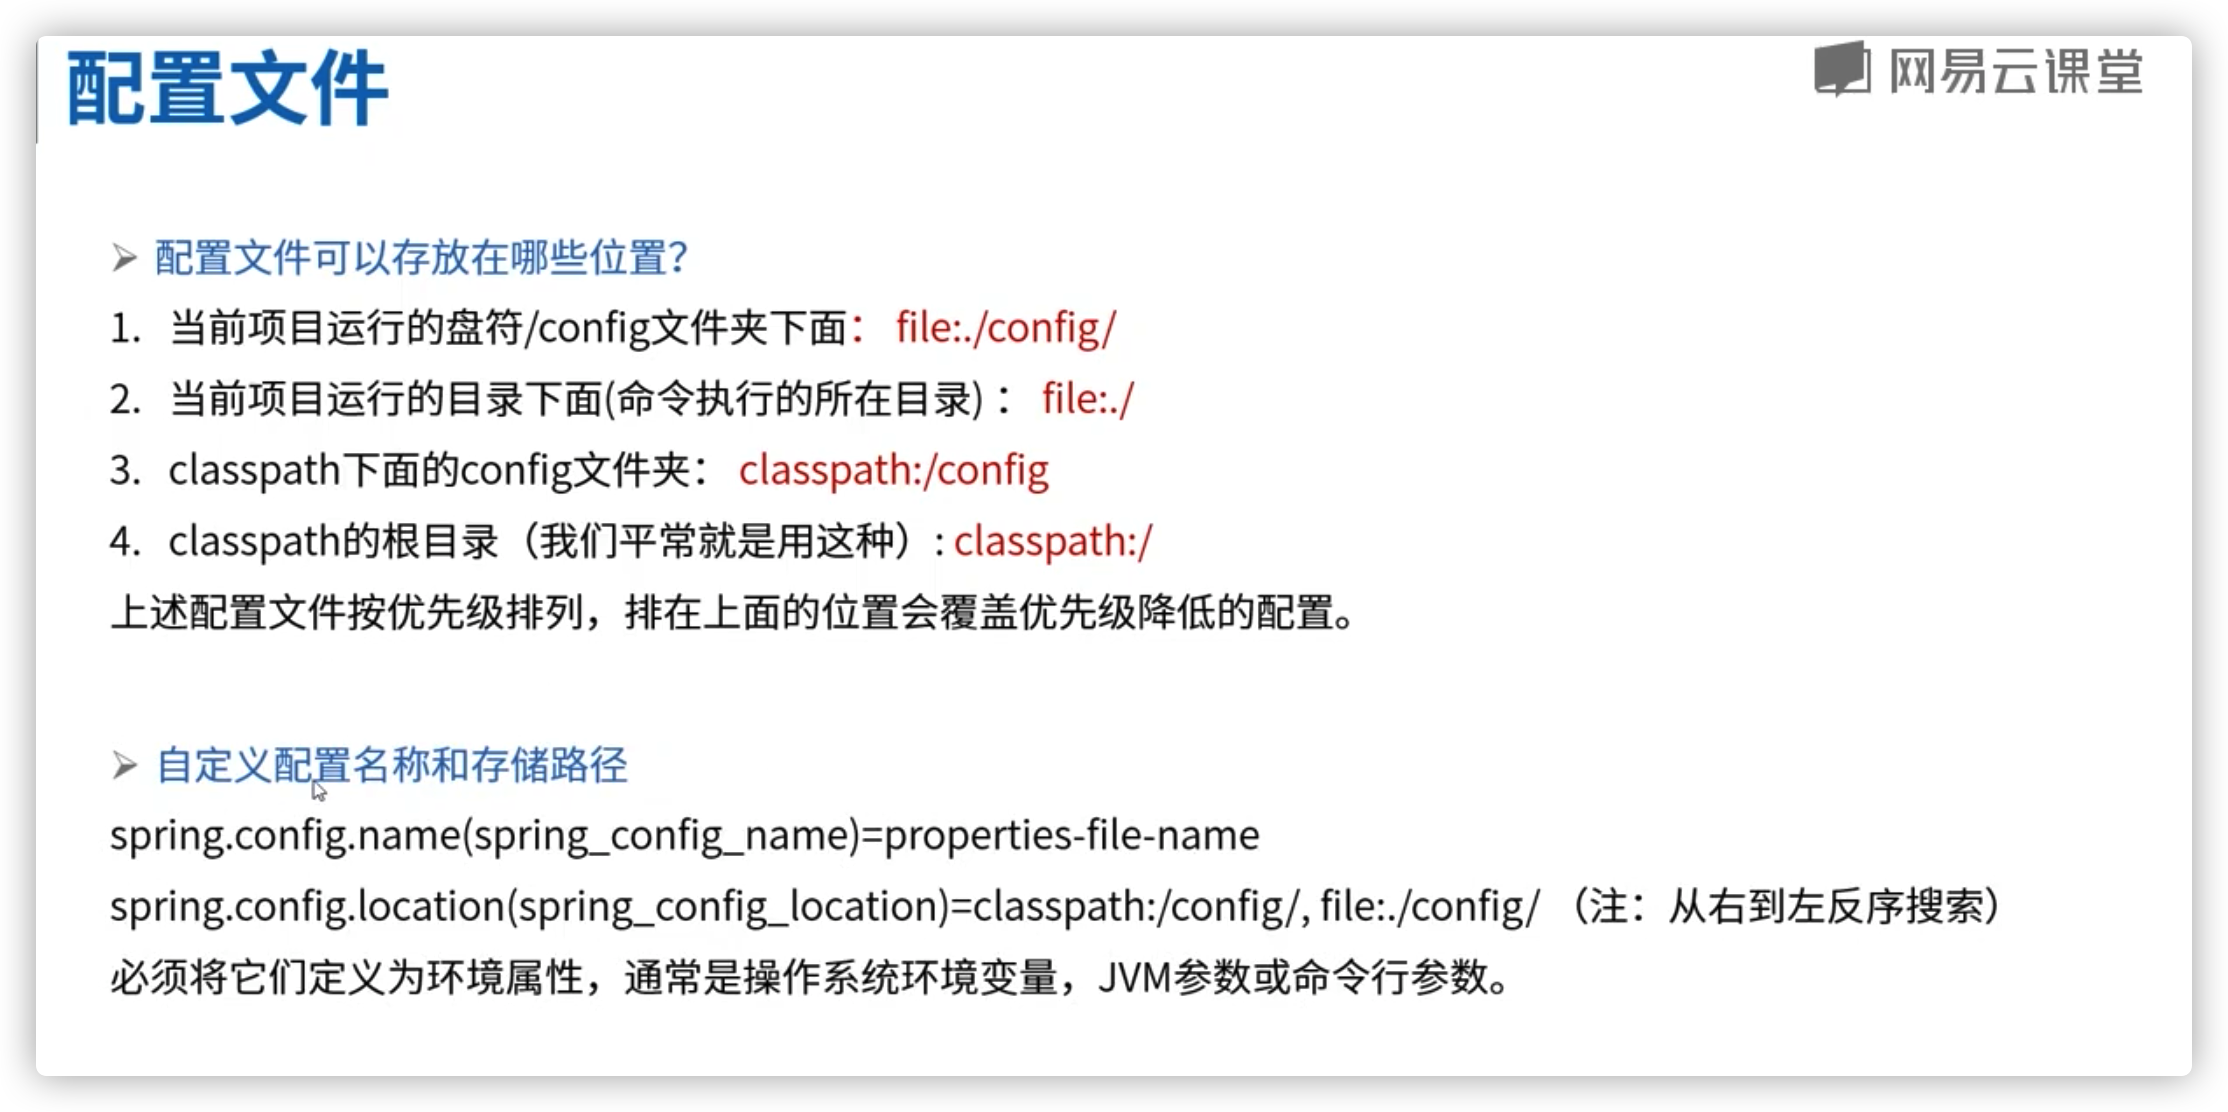 配置文件
网易云课堂
➢ 配置文件可以存放在哪些位置？
1. 当前项目运行的盘符/config文件夹下面： file:./config/
2. 当前项目运行的目录下面(命令执行的所在目录)： file:./
3. classpath下面的config文件夹： classpath:/config
4. classpath的根目录（我们平常就是用这种）: classpath:/
上述配置文件按优先级排列，排在上面的位置会覆盖优先级降低的配置。
➢ 自定义配置名称和存储路径
spring.config.name(spring_config_name)=properties-file-name
spring.config.location(spring_config_location)=classpath:/config/, file:./config/ （注：从右到左反序搜索）
必须将它们定义为环境属性，通常是操作系统环境变量，JVM参数或命令行参数。